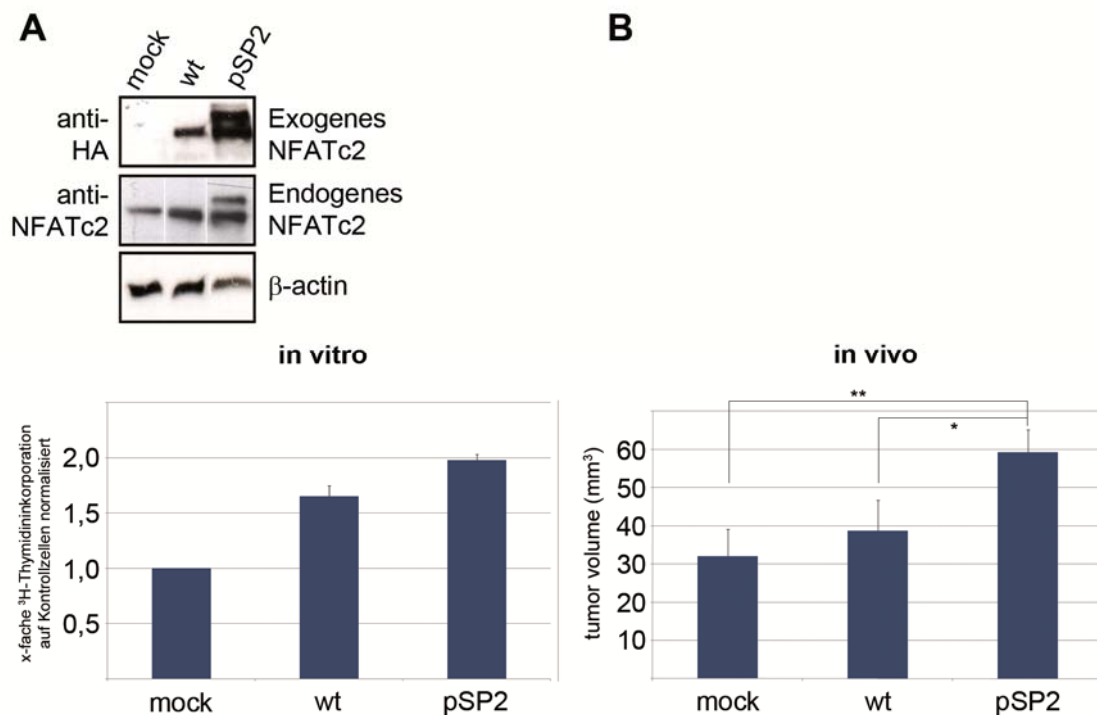 A
B
mock wt pSP2
anti-
HA
Exogenes
NFATc2
anti-
NFATc2
Endogenes
NFATc2
β-actin
in vitro
x-fache ³H-Thymidininkorporation
auf Kontrollzellen normalisiert
2,0
1,5
1,0
0,5
mock wt pSP2
in vivo
**
*
tumor volume (mm³)
60
50
40
30
20
10
mock wt pSP2